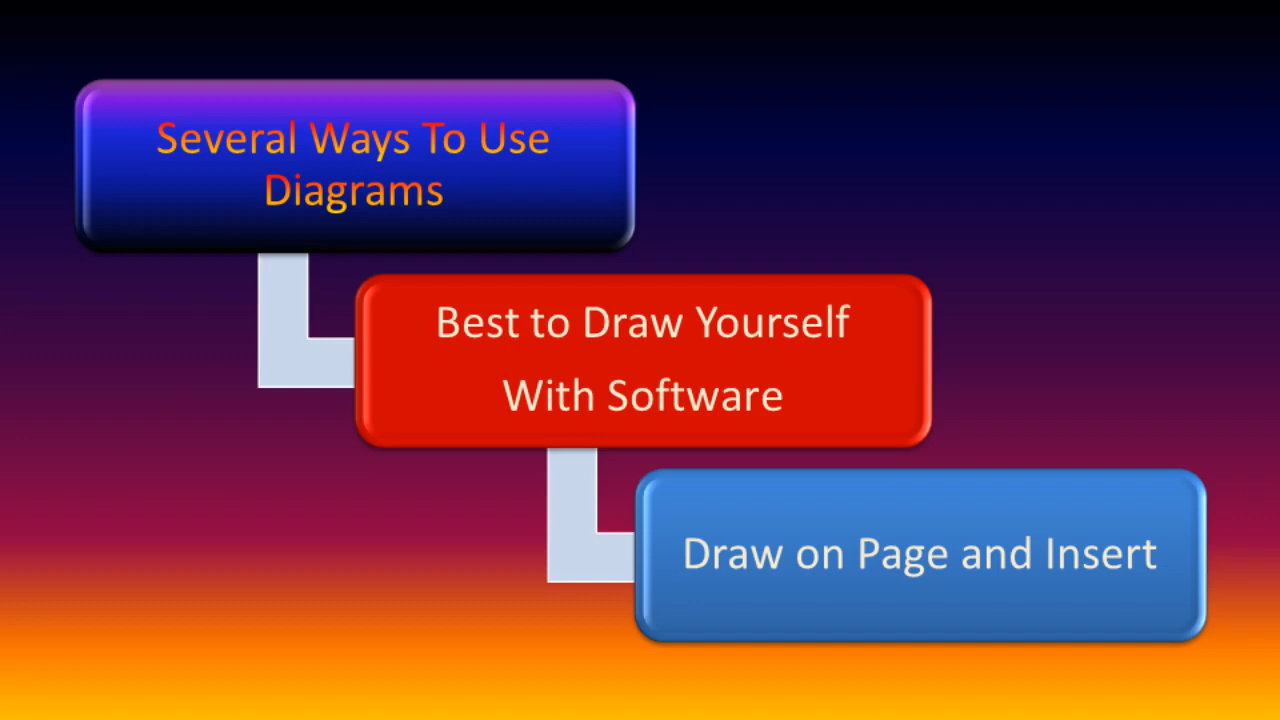 Several Ways To Use
Diagrams
Best to Draw Yourself
With Software
Draw on Page and Insert